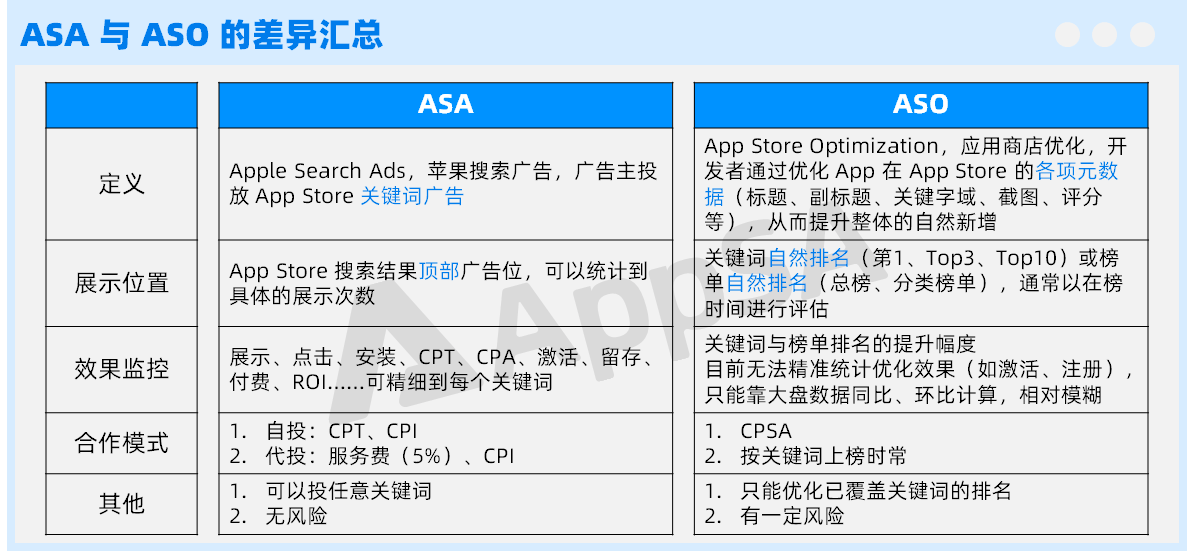 ASA 与 ASO 的差异汇总
ASA
ASO
定义
Apple Search Ads，苹果搜索广告，广告主投
放 App Store 关键词广告
App Store Optimization，应用商店优化，开
发者通过优化 App 在 App Store 的各项元数
据（标题、副标题、关键字域、截图、评分
等），从而提升整体的自然新增
展示位置
App Store 搜索结果顶部广告位，可以统计到
具体的展示次数
关键词自然排名（第1、Top3、Top10）或榜
单自然排名（总榜、分类榜单），通常以在榜
时间进行评估
效果监控
展示、点击、安装、CPT、CPA、激活、留存、
付费、ROI......可精细到每个关键词
关键词与榜单排名的提升幅度
目前无法精准统计优化效果（如激活、注册），
只能靠大盘数据同比、环比计算，相对模糊
合作模式
1. 自投：CPT、CPI
2. 代投：服务费（5%）、CPI
1. CPSA
2. 按关键词上榜时常
其他
1. 可以投任意关键词
2. 无风险
1. 只能优化已覆盖关键词的排名
2. 有一定风险
AppSA